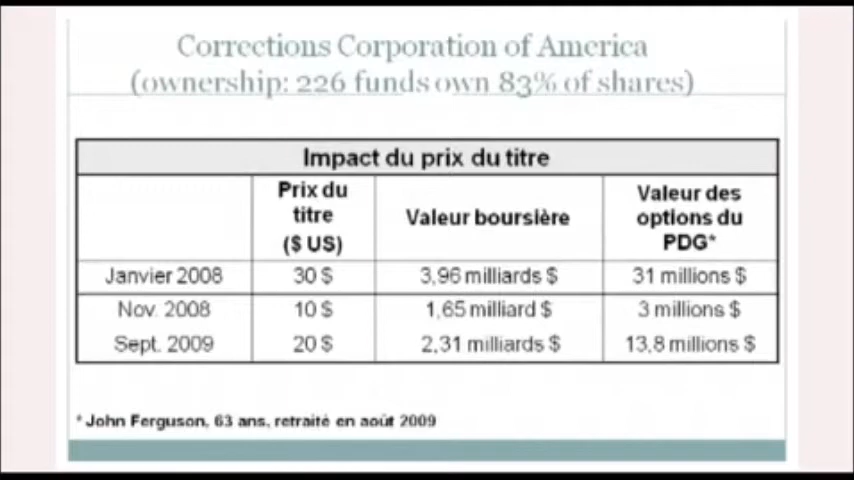 Corrections Corporation of America
(ownership: 226 funds own 83% of shares)
Impact du prix du titre
Prix du titre ($ US) Valeur boursière Valeur des options du PDG*
Janvier 2008 30 $ 3,96 milliards $ 31 millions $
Nov. 2008 10 $ 1,65 milliard $ 3 millions $
Sept. 2009 20 $ 2,31 milliards $ 13,8 millions $
* John Ferguson, 63 ans, retraité en août 2009